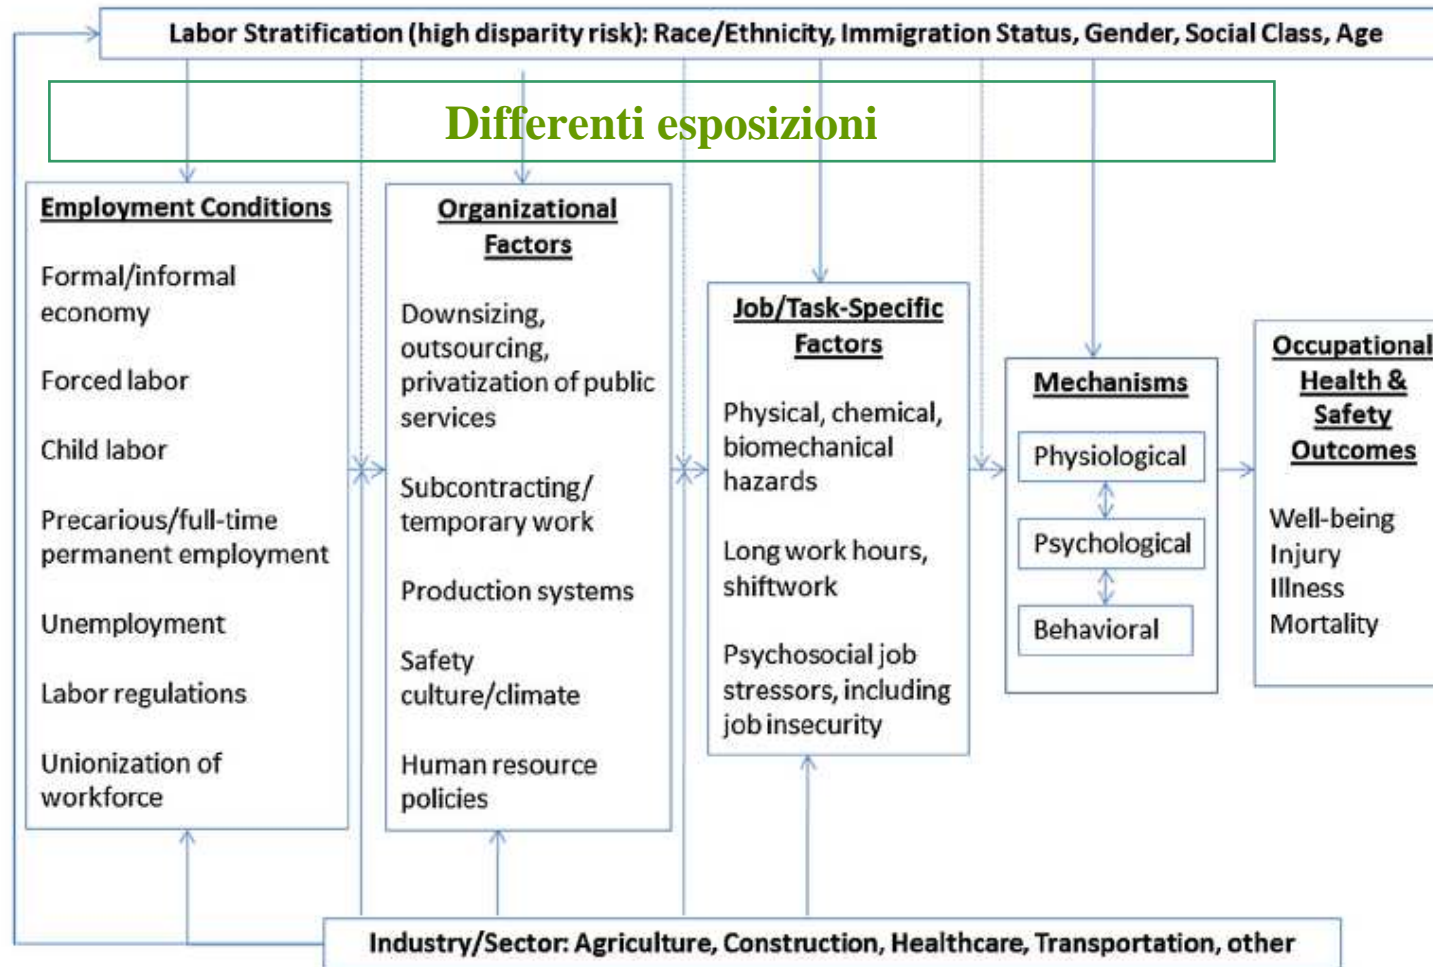 Labor Stratification (high disparity risk): Race/Ethnicity, Immigration Status, Gender, Social Class, Age
Differenti esposizioni
Employment Conditions
Formal/informal
economy
Forced labor
Child labor
Precarious/full-time
permanent employment
Unemployment
Labor regulations
Unionization of
workforce
Organizational
Factors
Downsizing,
outsourcing,
privatization of public
services
Subcontracting/
temporary work
Production systems
Safety
culture/climate
Human resource
policies
Job/Task-Specific
Factors
Physical, chemical,
biomechanical
hazards
Long work hours,
shiftwork
Psychosocial job
stressors, including
job insecurity
Mechanisms
Physiological
Psychological
Behavioral
Occupational
Health &
Safety
Outcomes
Well-being
Injury
Illness
Mortality
Industry/Sector: Agriculture, Construction, Healthcare, Transportation, other